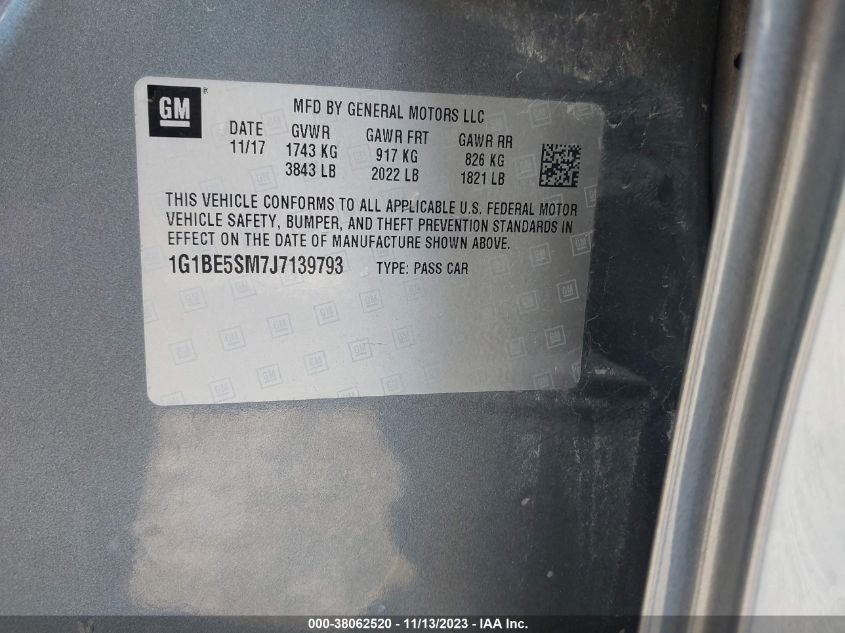 GM
MFD BY GENERAL MOTORS LLC
DATE GVWR GAWR FRT GAWR RR
11/17 1743 KG 917 KG 826 KG
3843 LB 2022 LB 1821 LB
THIS VEHICLE CONFORMS TO ALL APPLICABLE U.S. FEDERAL MOTOR
VEHICLE SAFETY, BUMPER, AND THEFT PREVENTION STANDARDS IN
EFFECT ON THE DATE OF MANUFACTURE SHOWN ABOVE.
1G1BE5SM7J7139793 TYPE: PASS CAR
000-38062520 - 11/13/2023 - IAA Inc.